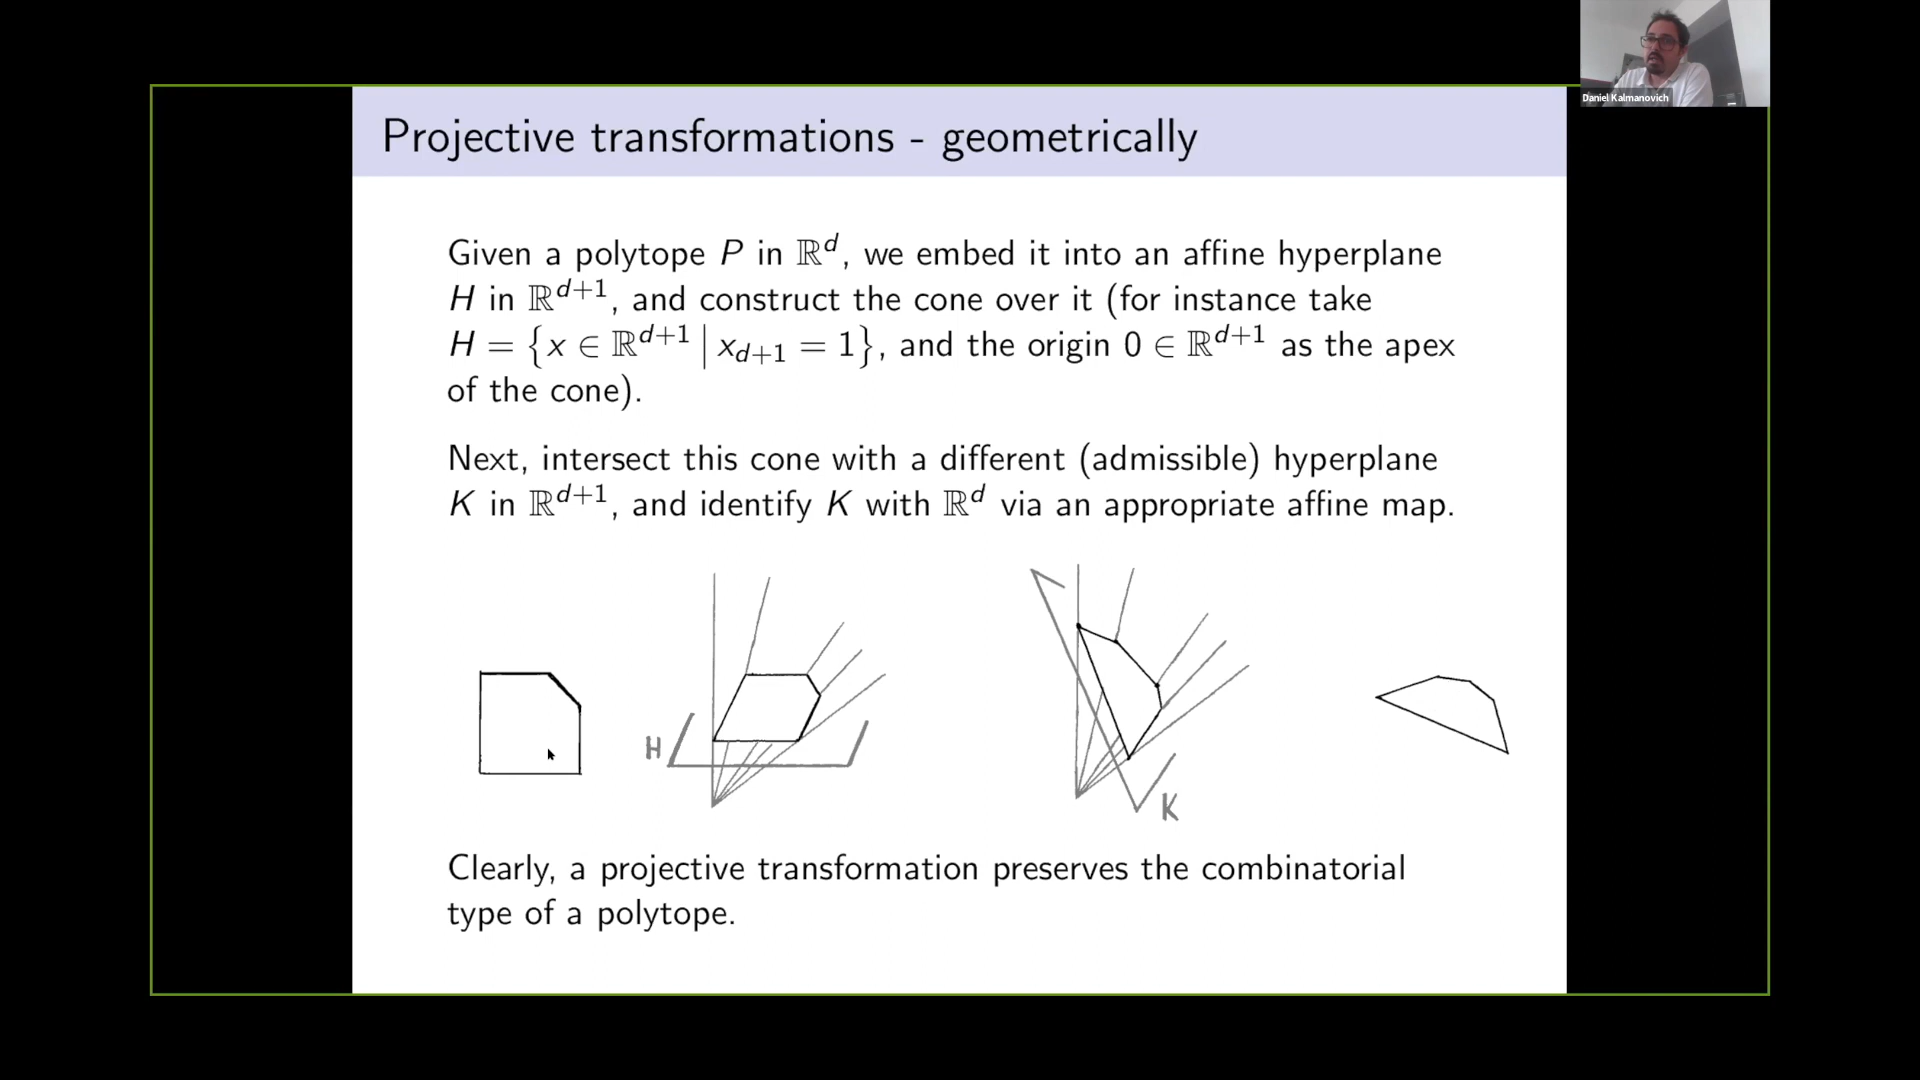 Daniel Kalmanovich
Projective transformations - geometrically
Given a polytope P in ℝ^d, we embed it into an affine hyperplane
H in ℝ^{d+1}, and construct the cone over it (for instance take
H = {x ∈ ℝ^{d+1} | x_{d+1} = 1}, and the origin 0 ∈ ℝ^{d+1} as the apex
of the cone).
Next, intersect this cone with a different (admissible) hyperplane
K in ℝ^{d+1}, and identify K with ℝ^d via an appropriate affine map.
H
K
Clearly, a projective transformation preserves the combinatorial
type of a polytope.